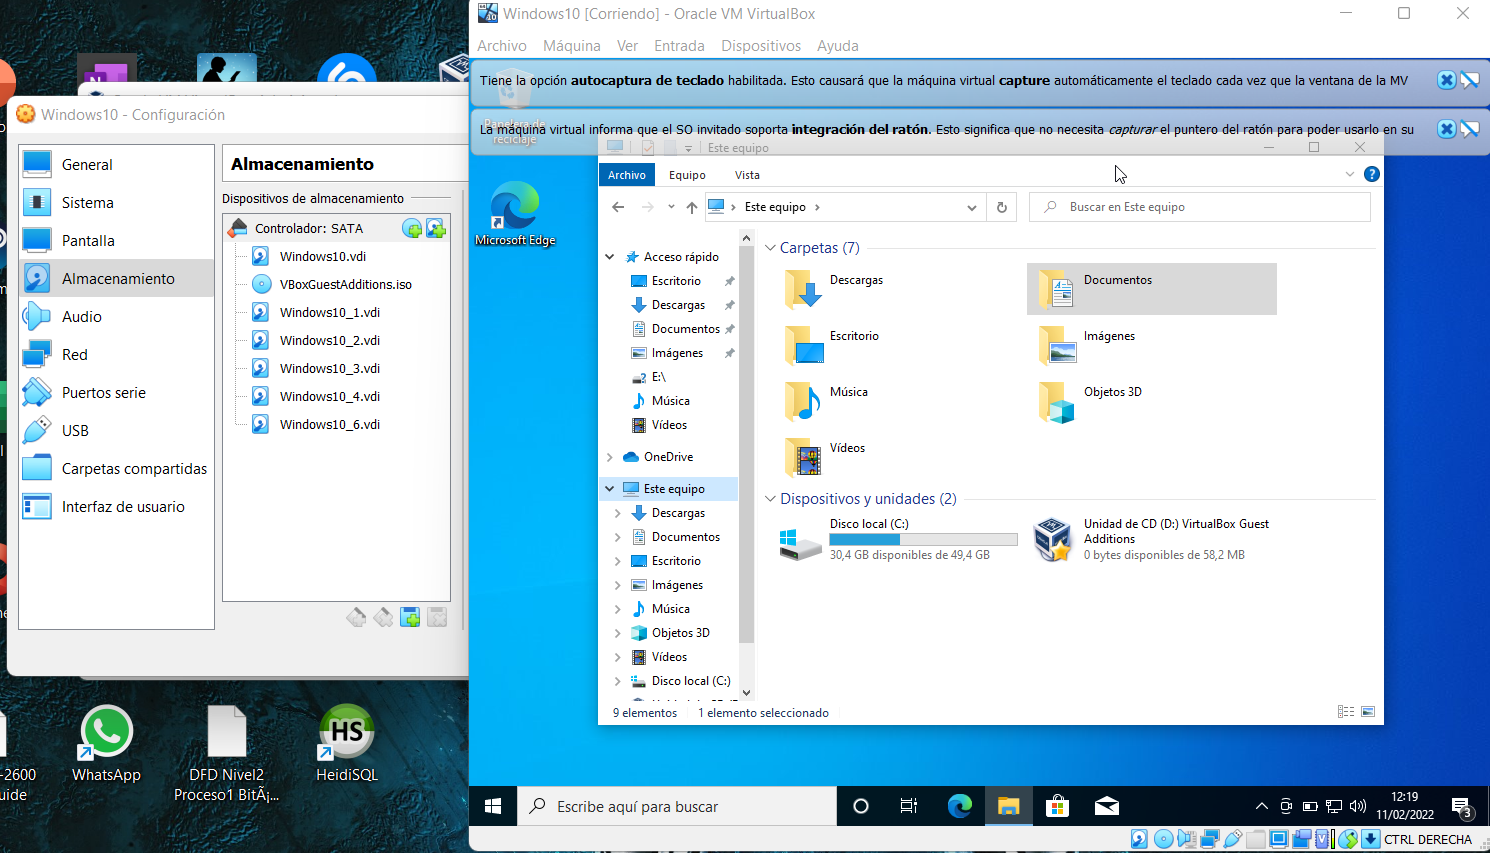 Windows10 - Configuración
General
Sistema
Pantalla
Almacenamiento
Audio
Red
Puertos serie
USB
Carpetas compartidas
Interfaz de usuario
Almacenamiento
Dispositivos de almacenamiento
Controlador: SATA
Windows10.vdi
VBoxGuestAdditions.iso
Windows10_1.vdi
Windows10_2.vdi
Windows10_3.vdi
Windows10_4.vdi
Windows10_6.vdi
-2600
uide
WhatsApp
DFD Nivel2
Proceso1 BitÃ¡...
HS
HeidiSQL
Windows10 [Corriendo] - Oracle VM VirtualBox
Archivo Máquina Ver Entrada Dispositivos Ayuda
Tiene la opción autocaptura de teclado habilitada. Esto causará que la máquina virtual capture automáticamente el teclado cada vez que la ventana de la MV
La máquina virtual informa que el SO invitado soporta integración del ratón. Esto significa que no necesita capturar el puntero del ratón para poder usarlo en su
Papelera de
reciclaje
Microsoft Edge
Este equipo
Archivo Equipo Vista
Este equipo
Buscar en Este equipo
Acceso rápido
Escritorio
Descargas
Documentos
Imágenes
E:\
Música
Vídeos
OneDrive
Este equipo
Descargas
Documentos
Escritorio
Imágenes
Música
Objetos 3D
Vídeos
Disco local (C:)
Carpetas (7)
Descargas
Documentos
Escritorio
Imágenes
Música
Objetos 3D
Vídeos
Dispositivos y unidades (2)
Disco local (C:)
30,4 GB disponibles de 49,4 GB
Unidad de CD (D:) VirtualBox Guest
Additions
0 bytes disponibles de 58,2 MB
9 elementos 1 elemento seleccionado
Escribe aquí para buscar
12:19
11/02/2022
3
CTRL DERECHA